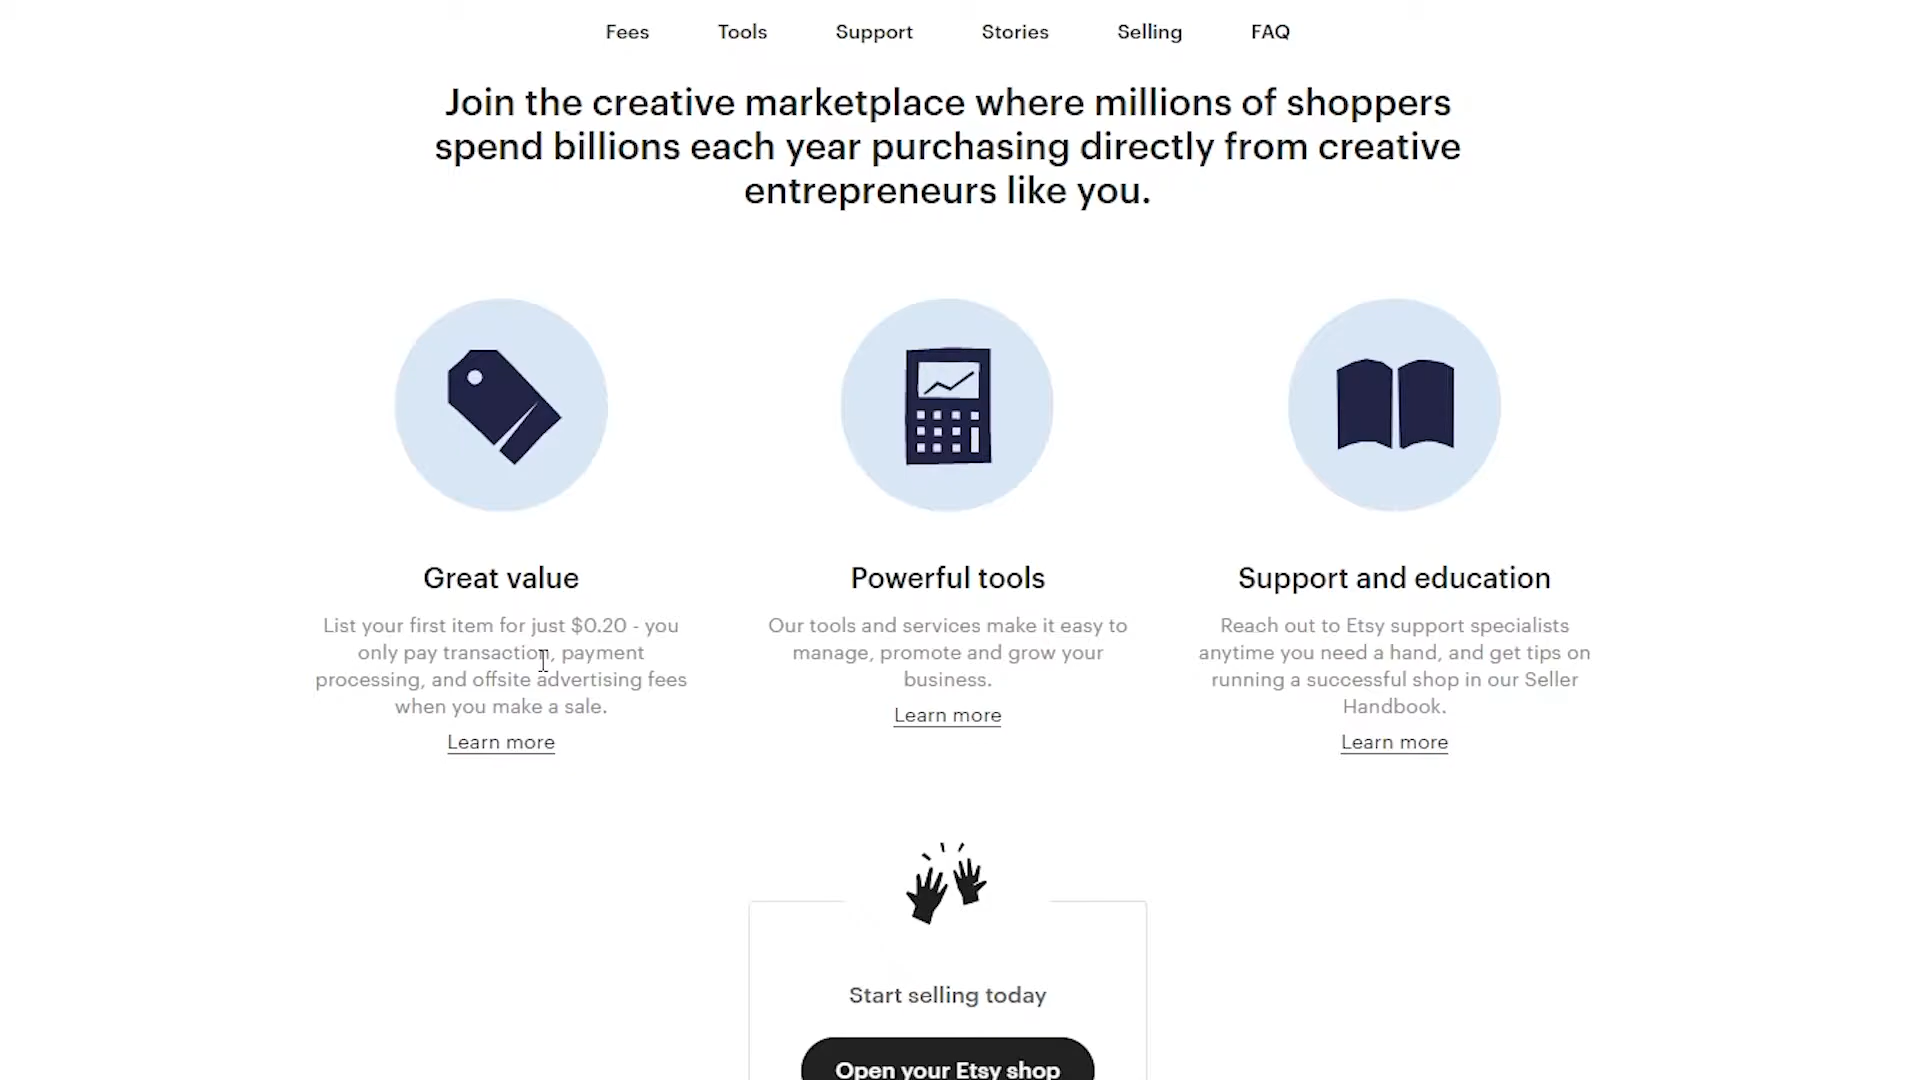 Fees
Tools
Support
Stories
Selling
FAQ
Join the creative marketplace where millions of shoppers
spend billions each year purchasing directly from creative
entrepreneurs like you.
Great value
List your first item for just $0.20 - you
only pay transaction, payment
processing, and offsite advertising fees
when you make a sale.
Learn more
Powerful tools
Our tools and services make it easy to
manage, promote and grow your
business.
Learn more
Support and education
Reach out to Etsy support specialists
anytime you need a hand, and get tips on
running a successful shop in our Seller
Handbook.
Learn more
Start selling today
Open your Etsy shop